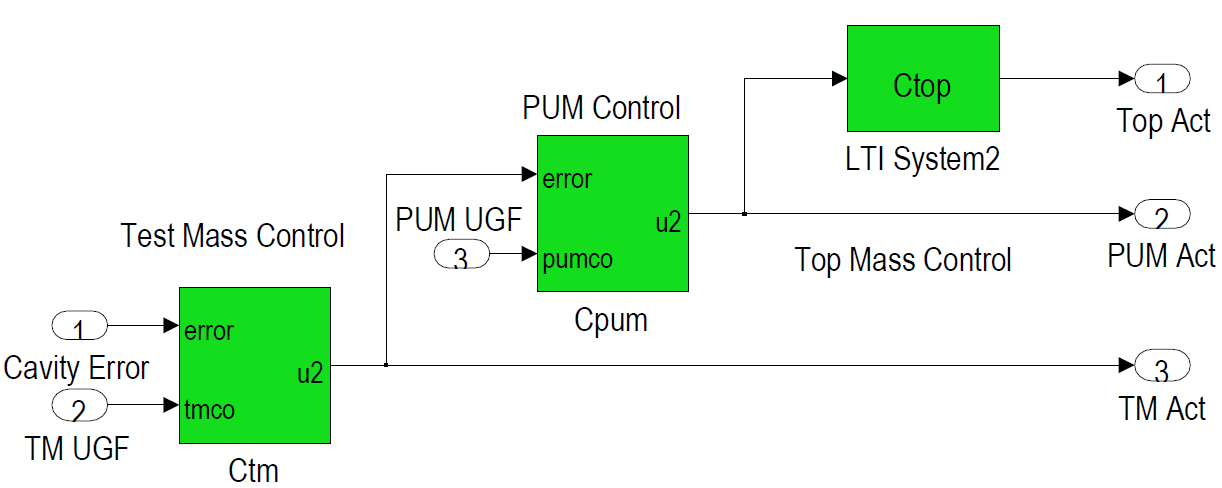 Ctop
1
Top Act
LTI System2
PUM Control
error
PUM UGF
u2
3
pumco
Cpum
2
PUM Act
Top Mass Control
Test Mass Control
1
error
Cavity Error
u2
2
tmco
TM UGF
Ctm
3
TM Act